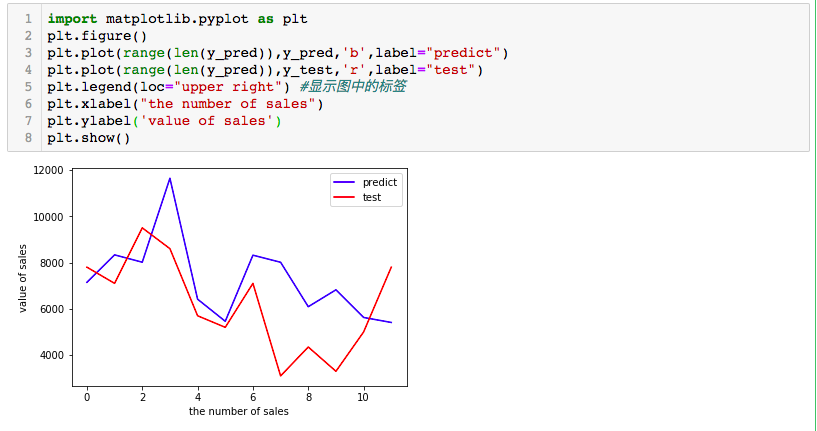 1 import matplotlib.pyplot as plt
2 plt.figure()
3 plt.plot(range(len(y_pred)),y_pred,'b',label="predict")
4 plt.plot(range(len(y_pred)),y_test,'r',label="test")
5 plt.legend(loc="upper right") #显示图中的标签
6 plt.xlabel("the number of sales")
7 plt.ylabel('value of sales')
8 plt.show()
12000
10000
8000
6000
4000
value of sales
predict
test
0 2 4 6 8 10
the number of sales